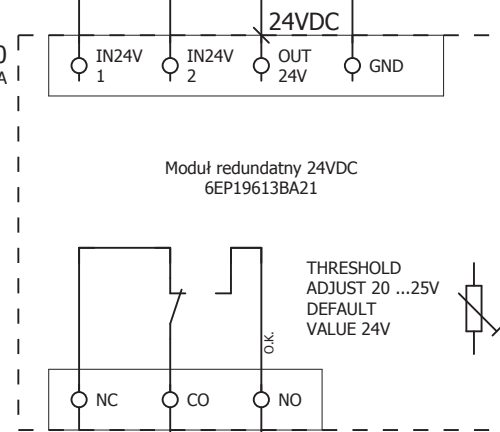 24VDC
0
A
IN24V
1
IN24V
2
OUT
24V
GND
Moduł redundatny 24VDC
6EP19613BA21
THRESHOLD
ADJUST 20 ...25V
DEFAULT
VALUE 24V
O.K.
NC
CO
NO